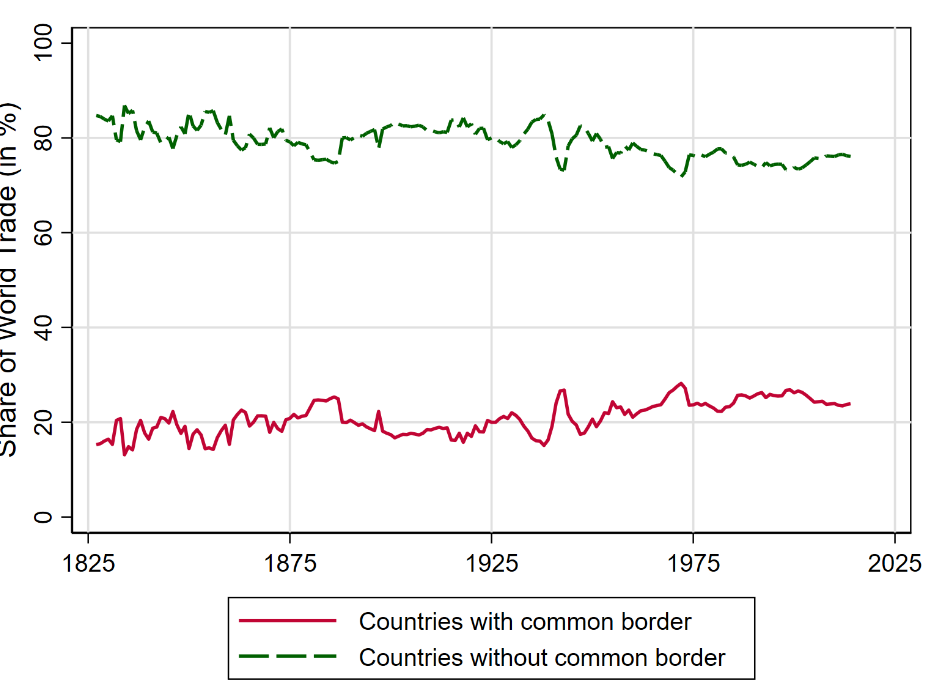 Share of World Trade (in %)
100
80
60
40
20
0
1825 1875 1925 1975 2025
Countries with common border
Countries without common border